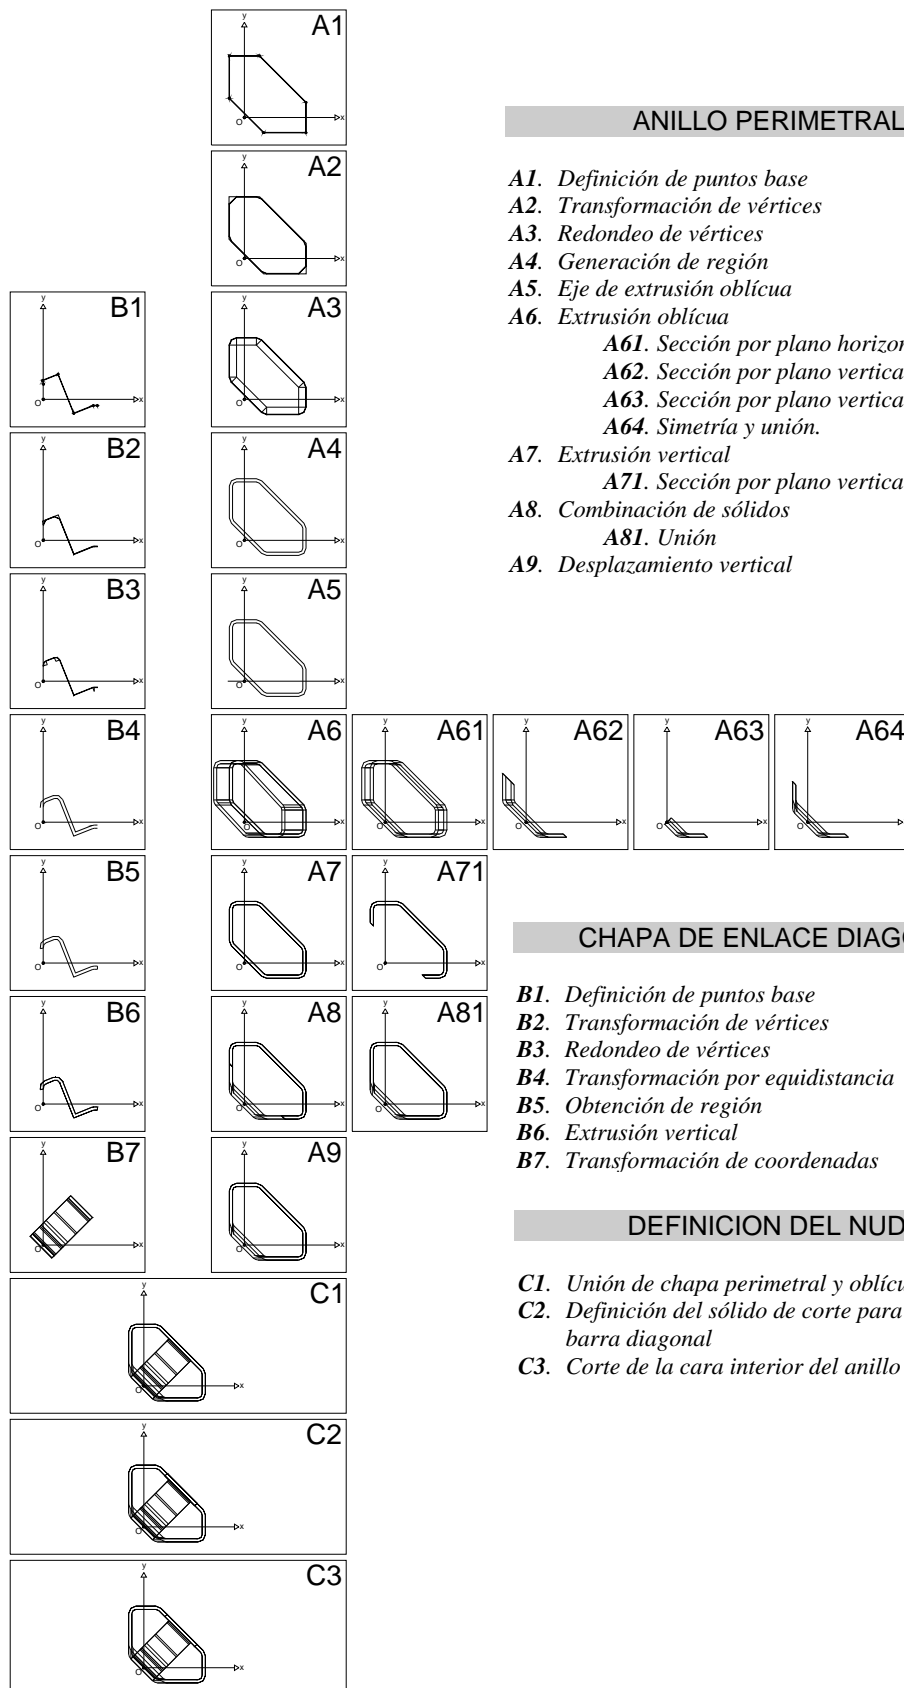 A1
y
O
x
ANILLO PERIMETRAL
A1. Definición de puntos base
A2. Transformación de vértices
A3. Redondeo de vértices
A4. Generación de región
A5. Eje de extrusión oblícua
A6. Extrusión oblícua
A61. Sección por plano horizon
A62. Sección por plano vertica
A63. Sección por plano vertica
A64. Simetría y unión.
A7. Extrusión vertical
A71. Sección por plano vertica
A8. Combinación de sólidos
A81. Unión
A9. Desplazamiento vertical
A2
y
O
x
B1
y
O
x
A3
y
O
x
B2
y
O
x
A4
y
O
x
B3
y
O
x
A5
y
O
x
B4
y
O
x
A6
y
O
x
A61
y
O
x
A62
y
O
x
A63
y
O
x
A64
y
O
B5
y
O
x
A7
y
O
x
A71
y
O
x
B6
y
O
x
A8
y
O
x
A81
y
O
x
B7
y
O
x
A9
y
O
x
CHAPA DE ENLACE DIAG
B1. Definición de puntos base
B2. Transformación de vértices
B3. Redondeo de vértices
B4. Transformación por equidistancia
B5. Obtención de región
B6. Extrusión vertical
B7. Transformación de coordenadas
DEFINICION DEL NUD
C1. Unión de chapa perimetral y oblícu
C2. Definición del sólido de corte para
barra diagonal
C3. Corte de la cara interior del anillo
C1
y
O
x
C2
y
O
x
C3
y
O
x